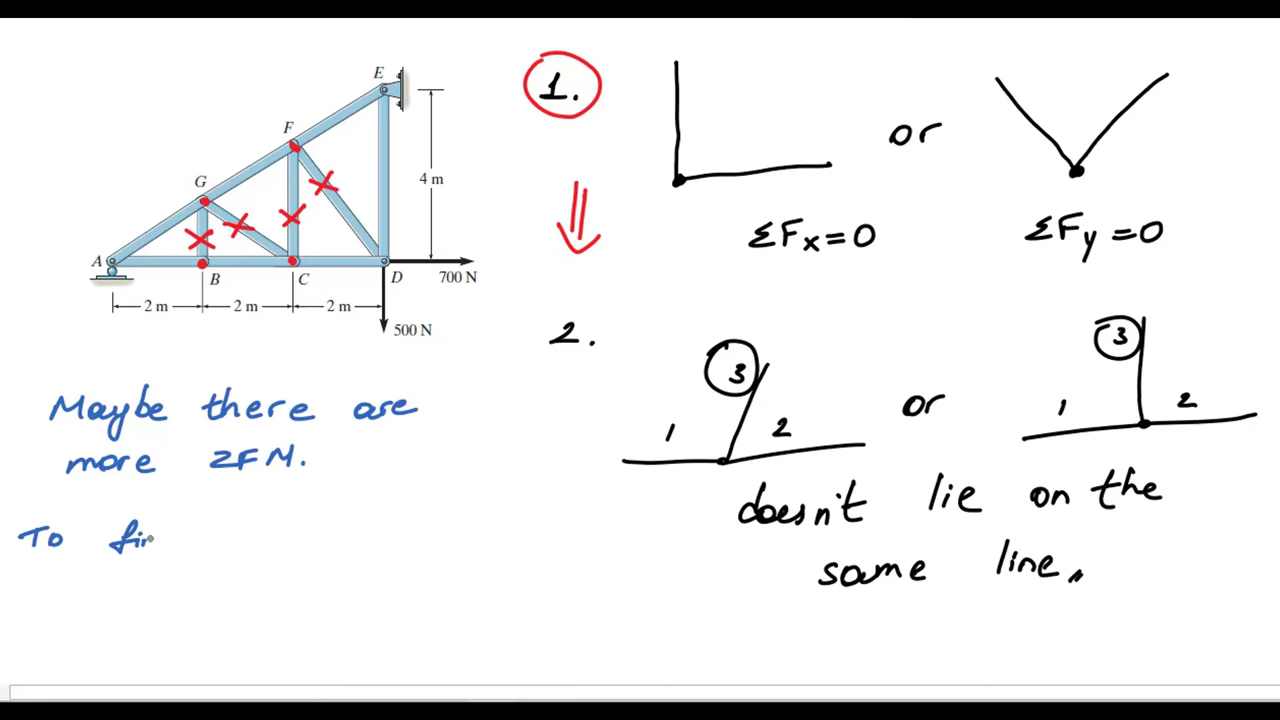 E
F
4 m
G
A
B
C
D
700 N
2 m
2 m
2 m
500 N
Maybe there are
more ZFM.
To fin
1.
or
ΣFx=0
ΣFy=0
2.
3
1
2
or
3
1
2
doesn't lie on the
same line.